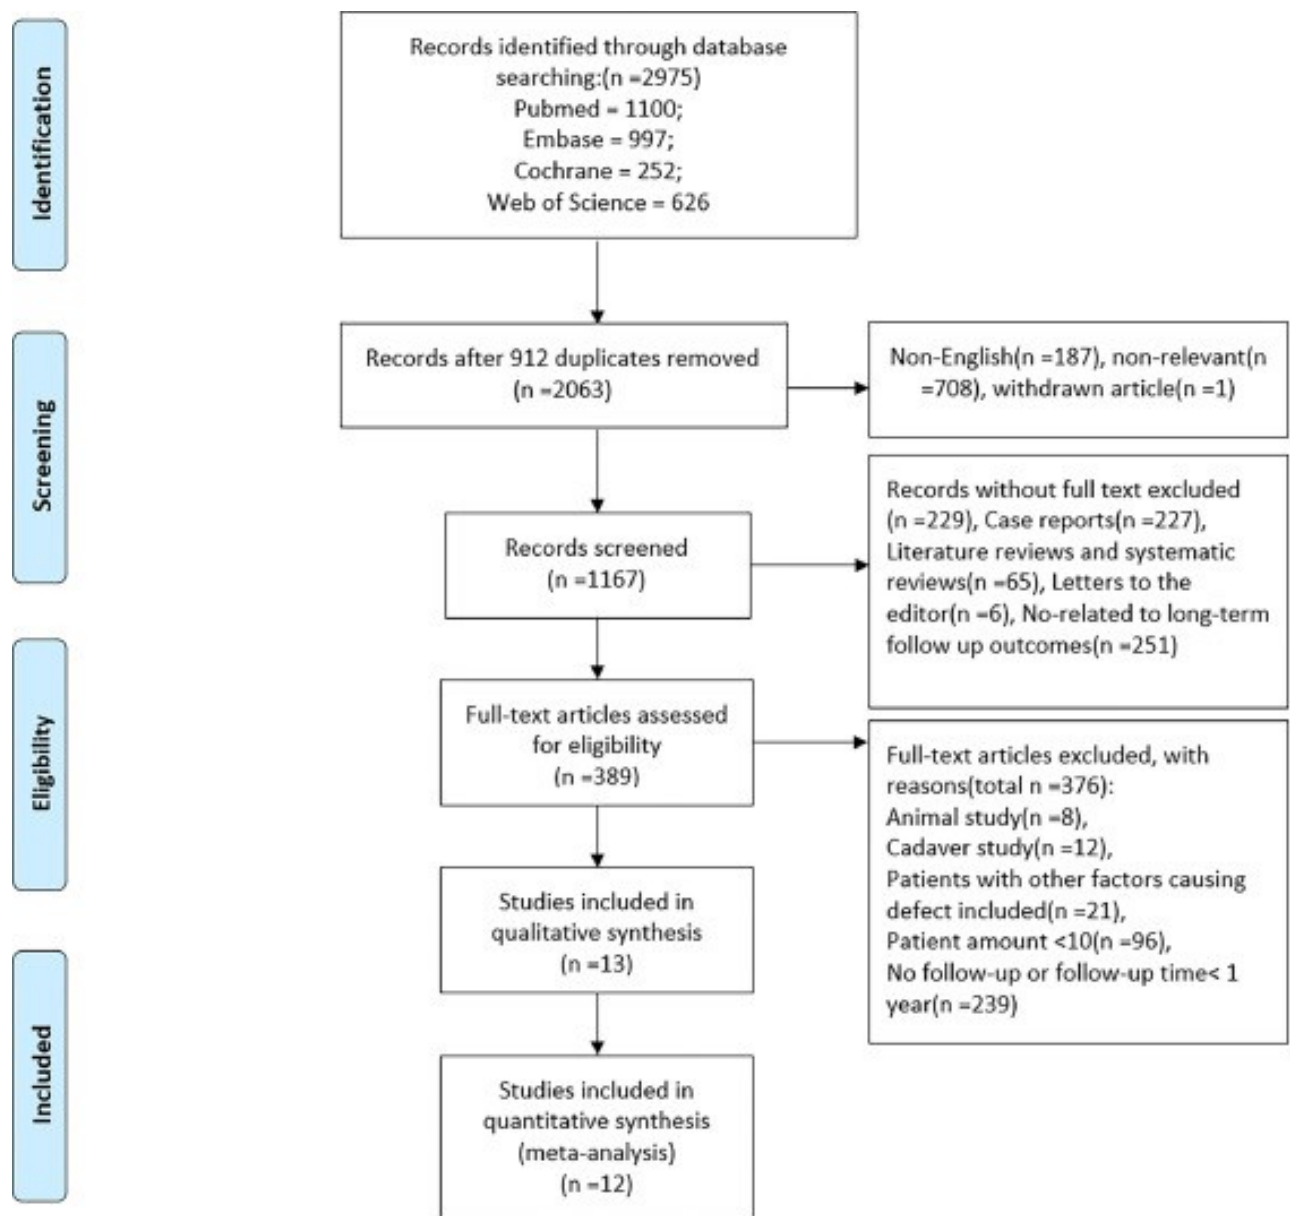 Identification
Records identified through database
searching:(n =2975)
Pubmed = 1100;
Embase = 997;
Cochrane = 252;
Web of Science = 626
Screening
Records after 912 duplicates removed
(n =2063)
Non-English(n =187), non-relevant(n
=708), withdrawn article(n =1)
Records screened
(n =1167)
Records without full text excluded
(n =229), Case reports(n =227),
Literature reviews and systematic
reviews(n =65), Letters to the
editor(n =6), No-related to long-term
follow up outcomes(n =251)
Eligibility
Full-text articles assessed
for eligibility
(n =389)
Full-text articles excluded, with
reasons(total n =376):
Animal study(n =8),
Cadaver study(n =12),
Patients with other factors causing
defect included(n =21),
Patient amount <10(n =96),
No follow-up or follow-up time< 1
year(n =239)
Studies included in
qualitative synthesis
(n =13)
Included
Studies included in
quantitative synthesis
(meta-analysis)
(n =12)